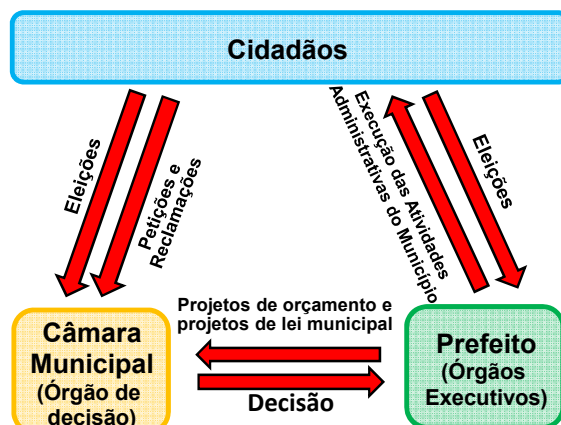 Cidadãos
Eleições
Petições e
Reclamações
Execução das Atividades
Administrativas do Município
Eleições
Projetos de orçamento e
projetos de lei municipal
Câmara
Municipal
(Órgão de
decisão)
Decisão
Prefeito
(Órgãos
Executivos)